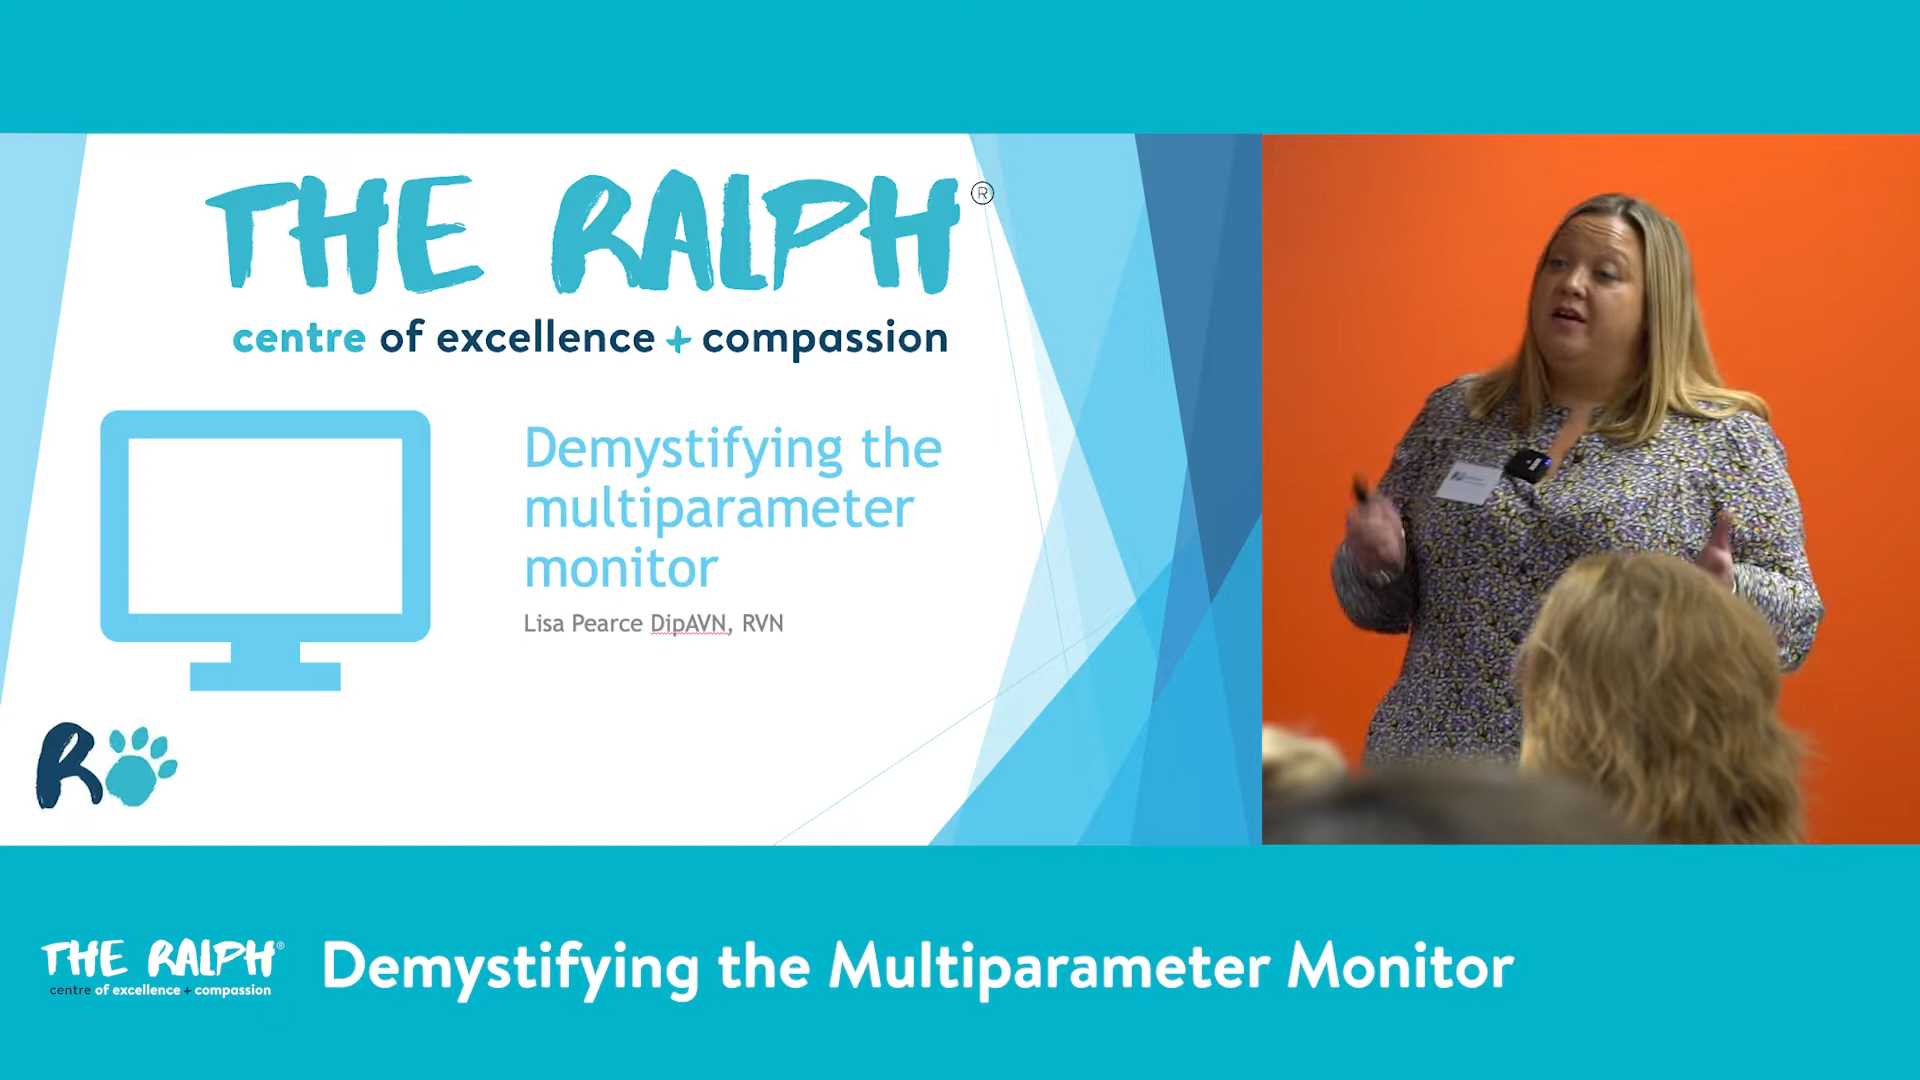 THE RALPH®
centre of excellence + compassion
Demystifying the
multiparameter
monitor
Lisa Pearce DipAVN, RVN
R
THE RALPH®
centre of excellence + compassion
Demystifying the Multiparameter Monitor